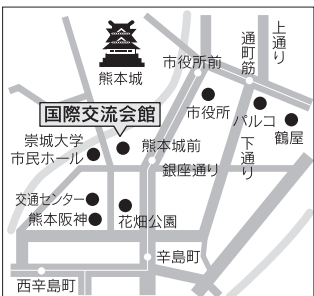 熊本城
市役所前
通町筋
上通り
市役所
パルコ
鶴屋
国際交流会館
崇城大学
市民ホール
熊本城前
銀座通り
下通り
交通センター
熊本阪神
花畑公園
辛島町
西辛島町